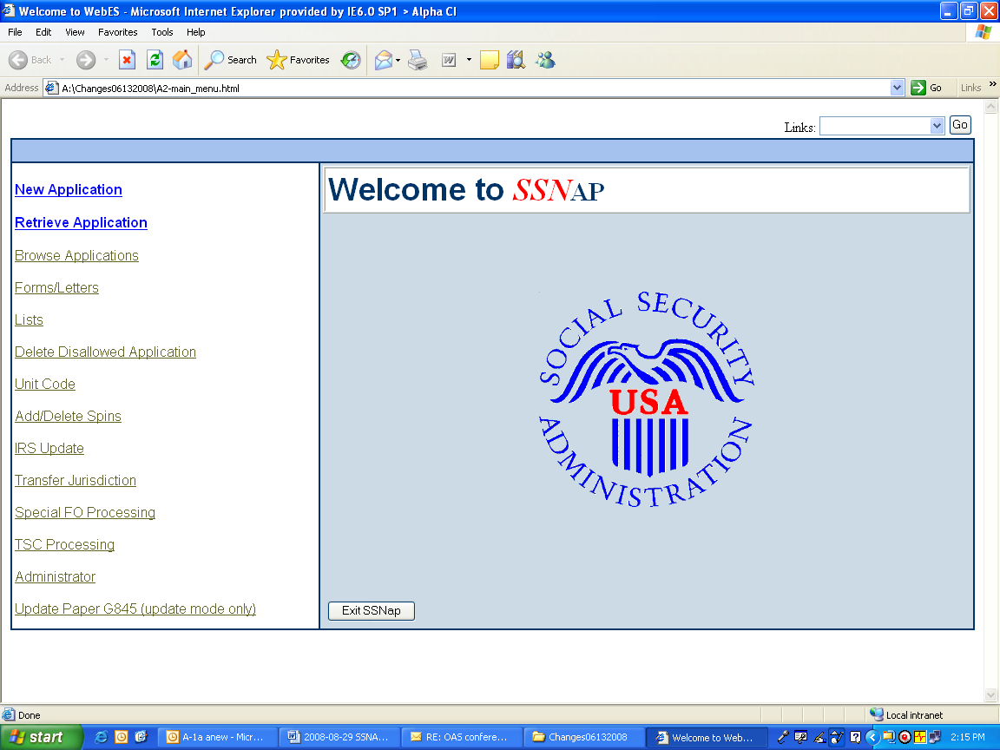 Welcome to WebES - Microsoft Internet Explorer provided by IE6.0 SP1 > Alpha CI
File Edit View Favorites Tools Help
Back Search Favorites
Address A:\Changes06132008\A2-main_menu.html Go Links »
Links: Go
Welcome to SSNAP
New Application
Retrieve Application
Browse Applications
Forms/Letters
Lists
Delete Disallowed Application
Unit Code
Add/Delete Spins
IRS Update
Transfer Jurisdiction
Special FO Processing
TSC Processing
Administrator
Update Paper G845 (update mode only)
SOCIAL SECURITY
USA
ADMINISTRATION
Exit SSNap
Done Local intranet
start A-1a anew - Micr... 2008-08-29 SSNA... RE: OAS confere... Changes06132008 Welcome to Web... 2:15 PM